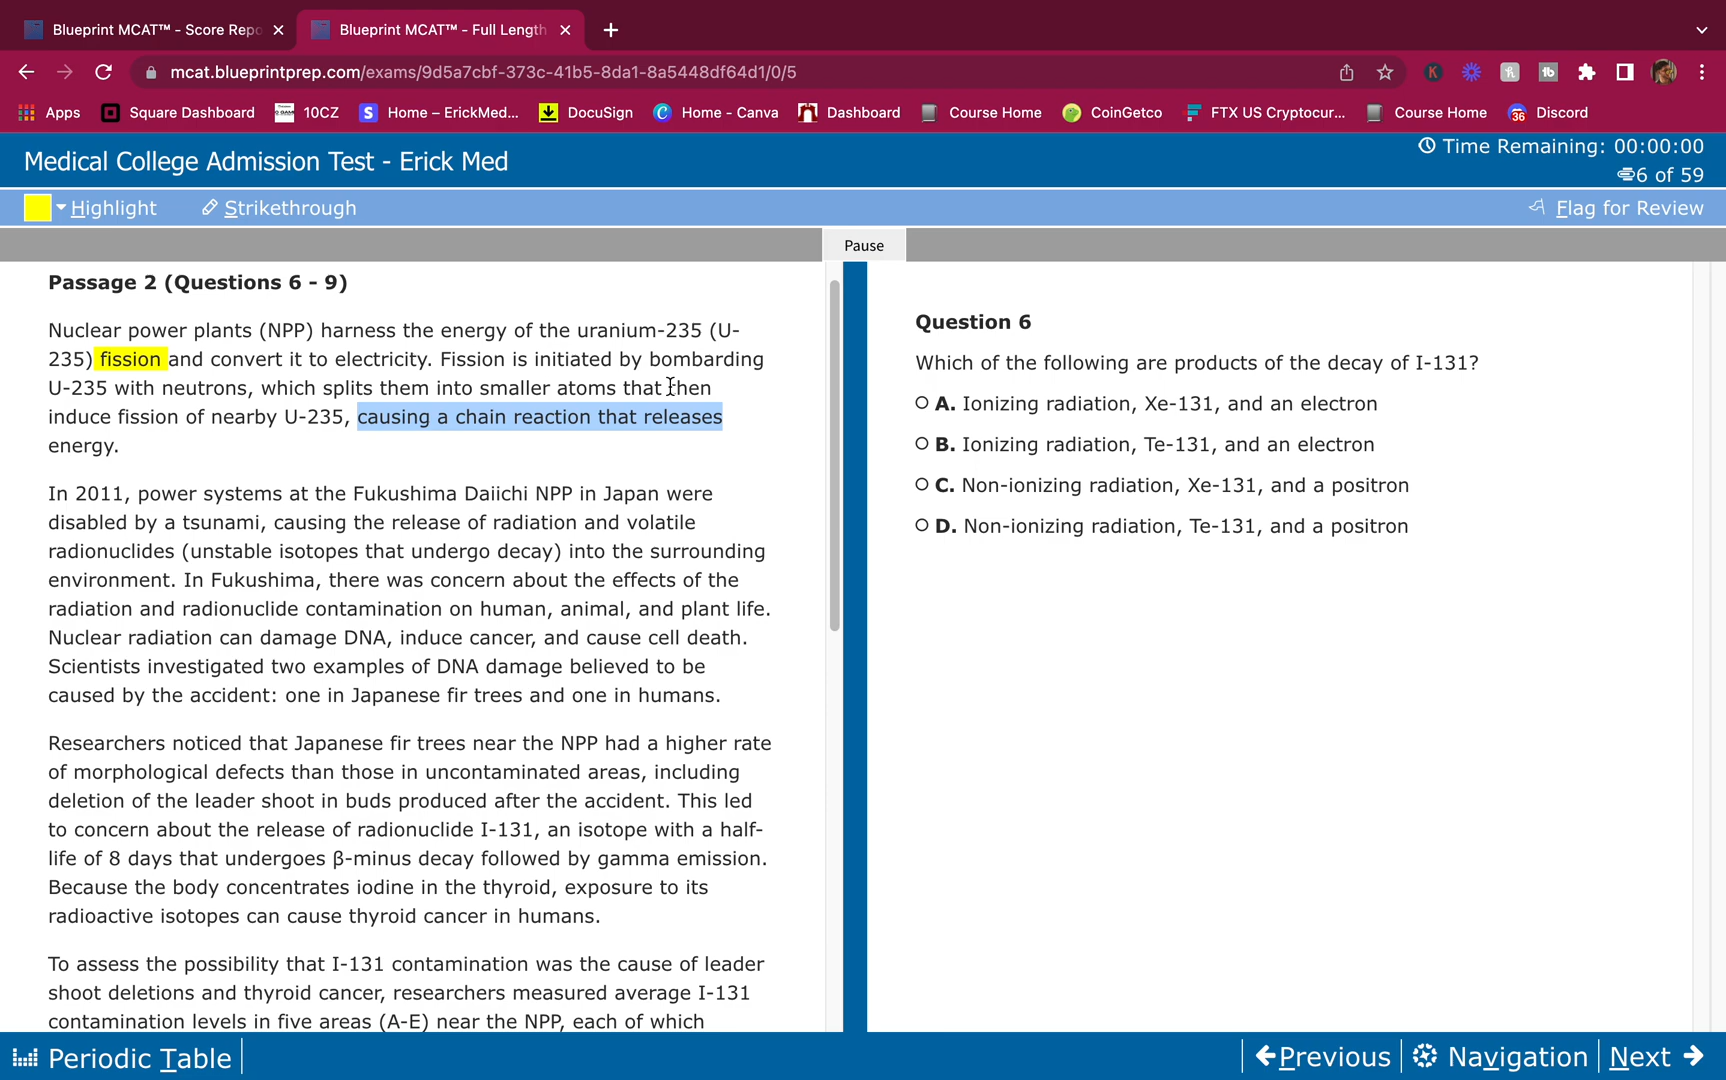 Blueprint MCAT™ - Score Repo
Blueprint MCAT™ - Full Length
mcat.blueprintprep.com/exams/9d5a7cbf-373c-41b5-8da1-8a5448df64d1/0/5
Apps
Square Dashboard
10CZ
Home – ErickMed...
DocuSign
Home - Canva
Dashboard
Course Home
CoinGetco
FTX US Cryptocur...
Course Home
36
Discord
Medical College Admission Test - Erick Med
Time Remaining: 00:00:00
6 of 59
Highlight
Strikethrough
Flag for Review
Pause
Passage 2 (Questions 6 - 9)
Nuclear power plants (NPP) harness the energy of the uranium-235 (U-
235) fission and convert it to electricity. Fission is initiated by bombarding
U-235 with neutrons, which splits them into smaller atoms that then
induce fission of nearby U-235, causing a chain reaction that releases
energy.
In 2011, power systems at the Fukushima Daiichi NPP in Japan were
disabled by a tsunami, causing the release of radiation and volatile
radionuclides (unstable isotopes that undergo decay) into the surrounding
environment. In Fukushima, there was concern about the effects of the
radiation and radionuclide contamination on human, animal, and plant life.
Nuclear radiation can damage DNA, induce cancer, and cause cell death.
Scientists investigated two examples of DNA damage believed to be
caused by the accident: one in Japanese fir trees and one in humans.
Researchers noticed that Japanese fir trees near the NPP had a higher rate
of morphological defects than those in uncontaminated areas, including
deletion of the leader shoot in buds produced after the accident. This led
to concern about the release of radionuclide I-131, an isotope with a half-
life of 8 days that undergoes β-minus decay followed by gamma emission.
Because the body concentrates iodine in the thyroid, exposure to its
radioactive isotopes can cause thyroid cancer in humans.
To assess the possibility that I-131 contamination was the cause of leader
shoot deletions and thyroid cancer, researchers measured average I-131
contamination levels in five areas (A-E) near the NPP, each of which
Question 6
Which of the following are products of the decay of I-131?
A. Ionizing radiation, Xe-131, and an electron
B. Ionizing radiation, Te-131, and an electron
C. Non-ionizing radiation, Xe-131, and a positron
D. Non-ionizing radiation, Te-131, and a positron
Periodic Table
Previous
Navigation
Next